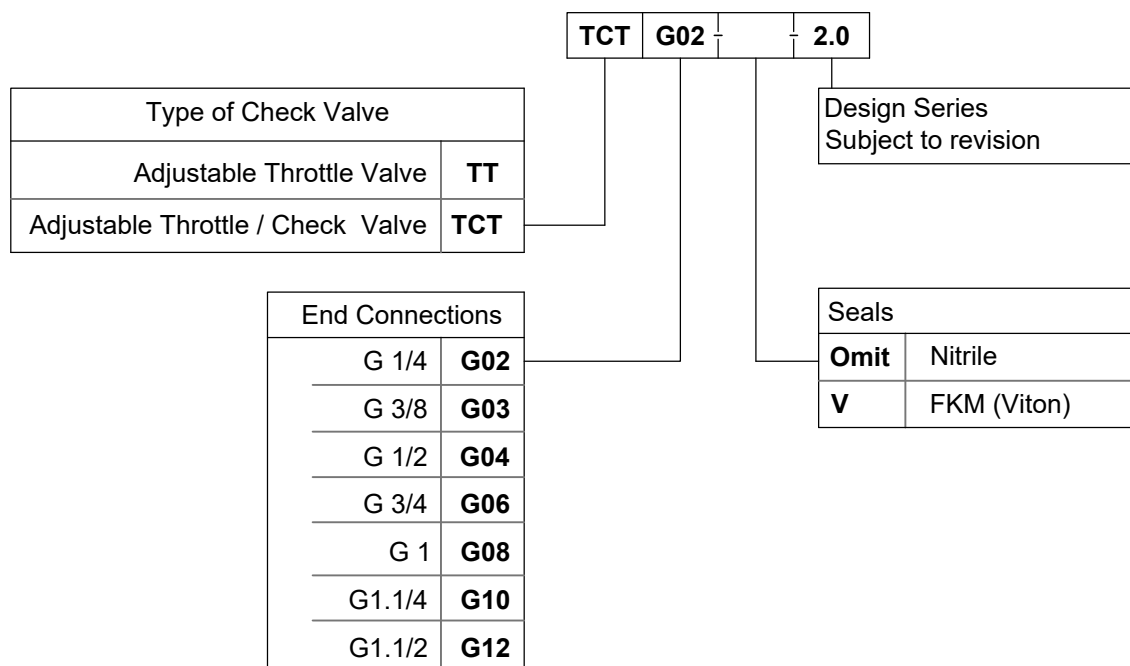 TCT G02 - - 2.0
Type of Check Valve
Adjustable Throttle Valve TT
Adjustable Throttle / Check Valve TCT
Design Series
Subject to revision
End Connections
G 1/4 G02
G 3/8 G03
G 1/2 G04
G 3/4 G06
G 1 G08
G1.1/4 G10
G1.1/2 G12
Seals
Omit Nitrile
V FKM (Viton)